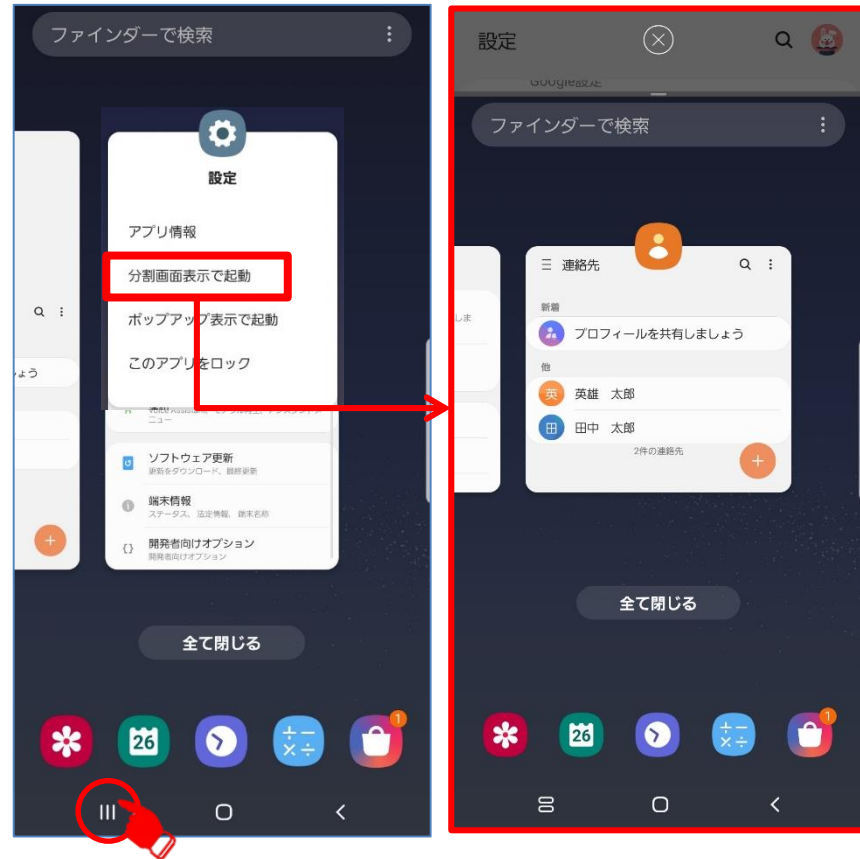 ファインダーで検索
設定
アプリ情報
分割画面表示で起動
ポップアップ表示で起動
このアプリをロック
ょう
ニュー
ソフトウェア更新
更新をダウンロード、最終更新
端末情報
ステータス、法定情報、端末名称
開発者向けオプション
開発者向けオプション
全て閉じる
26
1
設定
Google設定
ファインダーで検索
しま
連絡先
新着
プロフィールを共有しましょう
他
英 英雄 太郎
田 田中 太郎
2件の連絡先
全て閉じる
26
1